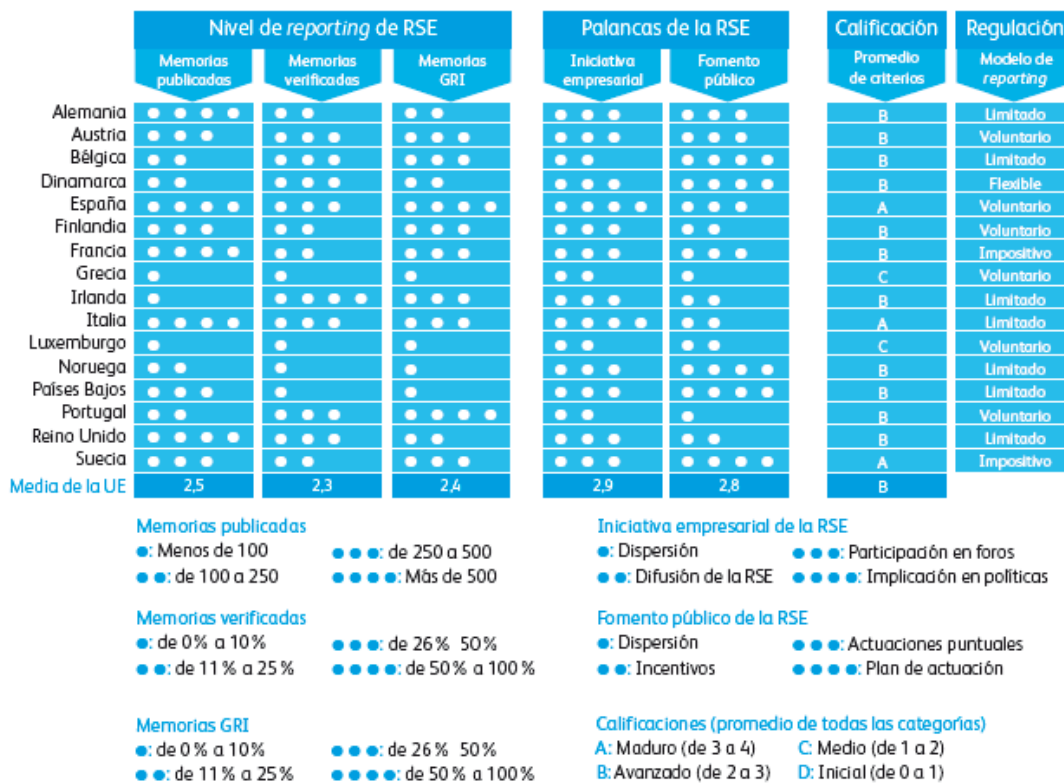 Nivel de reporting de RSE Palancas de la RSE Calificación Regulación
Memorias publicadas Memorias verificadas Memorias GRI Iniciativa empresarial Fomento público Promedio de criterios Modelo de reporting
Alemania ● ● ● ● ● ● ● ● ● ● ● ● ● ● B Limitado
Austria ● ● ● ● ● ● ● ● ● ● ● ● ● ● ● B Voluntario
Bélgica ● ● ● ● ● ● ● ● ● ● ● ● ● ● B Limitado
Dinamarca ● ● ● ● ● ● ● ● ● ● ● ● ● ● B Flexible
España ● ● ● ● ● ● ● ● ● ● ● ● ● ● ● ● ● ● A Voluntario
Finlandia ● ● ● ● ● ● ● ● ● ● ● ● ● B Voluntario
Francia ● ● ● ● ● ● ● ● ● ● ● ● ● ● ● B Impositivo
Grecia ● ● ● ● ● ● C Voluntario
Irlanda ● ● ● ● ● ● ● ● ● ● ● ● ● B Limitado
Italia ● ● ● ● ● ● ● ● ● ● ● ● ● ● ● ● A Limitado
Luxemburgo ● ● ● ● ● ● ● C Voluntario
Noruega ● ● ● ● ● ● ● ● ● ● ● B Limitado
Países Bajos ● ● ● ● ● ● ● ● ● ● ● ● B Limitado
Portugal ● ● ● ● ● ● ● ● ● ● ● ● B Voluntario
Reino Unido ● ● ● ● ● ● ● ● ● ● ● ● ● ● B Limitado
Suecia ● ● ● ● ● ● ● ● ● ● ● ● ● ● ● A Impositivo
Media de la UE 2,5 2,3 2,4 2,9 2,8 B
Memorias publicadas
●: Menos de 100 ● ● ●: de 250 a 500
● ●: de 100 a 250 ● ● ● ●: Más de 500
Memorias verificadas
●: de 0% a 10% ● ● ●: de 26% 50%
● ●: de 11% a 25% ● ● ● ●: de 50% a 100%
Memorias GRI
●: de 0% a 10% ● ● ●: de 26% 50%
● ●: de 11% a 25% ● ● ● ●: de 50% a 100%
Iniciativa empresarial de la RSE
●: Dispersión ● ● ●: Participación en foros
● ●: Difusión de la RSE ● ● ● ●: Implicación en políticas
Fomento público de la RSE
●: Dispersión ● ● ●: Actuaciones puntuales
● ●: Incentivos ● ● ● ●: Plan de actuación
Calificaciones (promedio de todas las categorías)
A: Maduro (de 3 a 4) C: Medio (de 1 a 2)
B: Avanzado (de 2 a 3) D: Inicial (de 0 a 1)